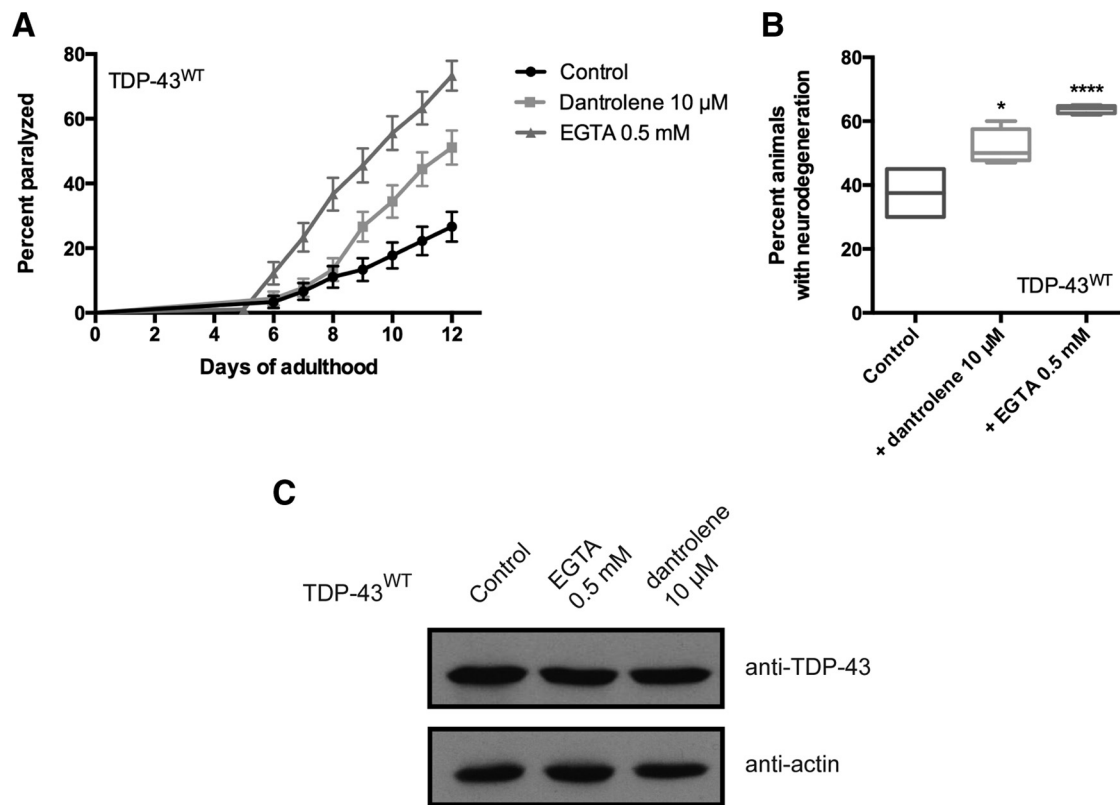 A
TDP-43WT
Percent paralyzed
80
60
40
20
0
0 2 4 6 8 10 12
Days of adulthood
Control
Dantrolene 10 µM
EGTA 0.5 mM
B
Percent animals
with neurodegeneration
80
60
40
20
0
*
****
TDP-43WT
Control
+ dantrolene 10 µM
+ EGTA 0.5 mM
C
TDP-43WT
Control
EGTA
0.5 mM
dantrolene
10 µM
anti-TDP-43
anti-actin